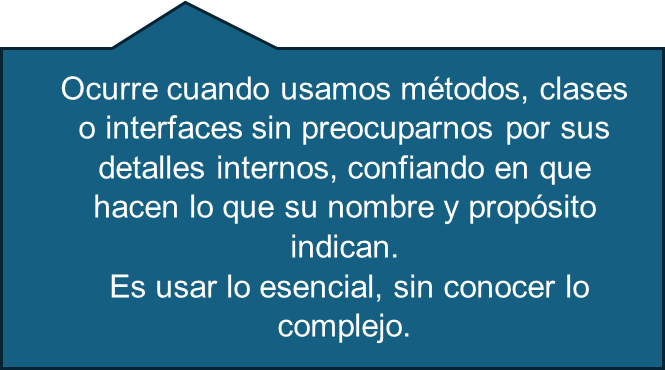 Ocurre cuando usamos métodos, clases
o interfaces sin preocuparnos por sus
detalles internos, confiando en que
hacen lo que su nombre y propósito
indican.
Es usar lo esencial, sin conocer lo
complejo.